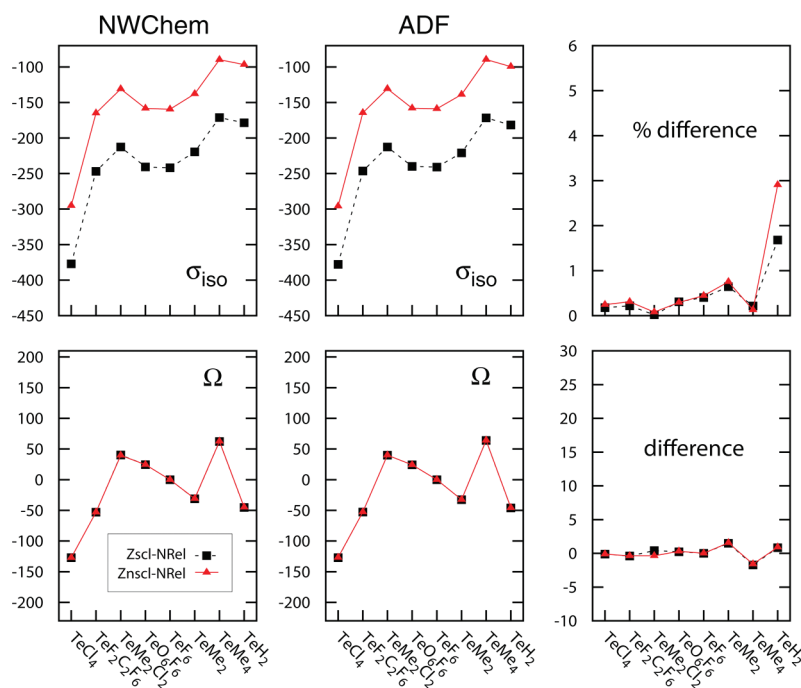 NWChem
ADF
-100
-150
-200
-250
-300
-350
-400
-450
σiso
-100
-150
-200
-250
-300
-350
-400
-450
σiso
6
5
4
3
2
1
0
% difference
200
150
100
50
0
-50
-100
-150
-200
Ω
Zscl-NRel
Znscl-NRel
200
150
100
50
0
-50
-100
-150
-200
Ω
30
25
20
15
10
5
0
-5
-10
difference
TeCl₄
TeF₂C₂F₆
TeMe₂Cl₂
TeO₆F₆
TeF₆
TeMe₂
TeMe₄
TeH₂
TeCl₄
TeF₂C₂F₆
TeMe₂Cl₂
TeO₆F₆
TeF₆
TeMe₂
TeMe₄
TeH₂
TeCl₄
TeF₂C₂F₆
TeMe₂Cl₂
TeO₆F₆
TeF₆
TeMe₂
TeMe₄
TeH₂